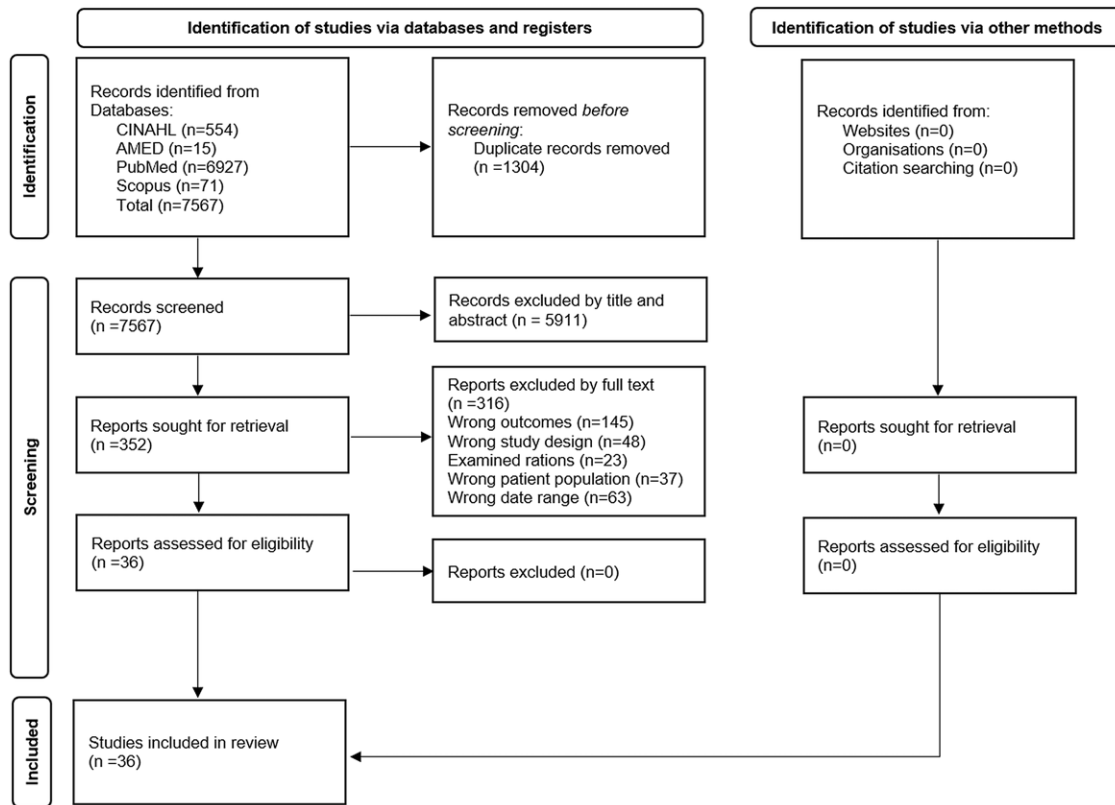 Identification of studies via databases and registers
Identification of studies via other methods
Identification
Records identified from
Databases:
CINAHL (n=554)
AMED (n=15)
PubMed (n=6927)
Scopus (n=71)
Total (n=7567)
Records removed before
screening:
Duplicate records removed
(n =1304)
Records identified from:
Websites (n=0)
Organisations (n=0)
Citation searching (n=0)
Screening
Records screened
(n =7567)
Records excluded by title and
abstract (n = 5911)
Reports sought for retrieval
(n =352)
Reports excluded by full text
(n =316)
Wrong outcomes (n=145)
Wrong study design (n=48)
Examined rations (n=23)
Wrong patient population (n=37)
Wrong date range (n=63)
Reports sought for retrieval
(n=0)
Reports assessed for eligibility
(n =36)
Reports excluded (n=0)
Reports assessed for eligibility
(n=0)
Included
Studies included in review
(n =36)